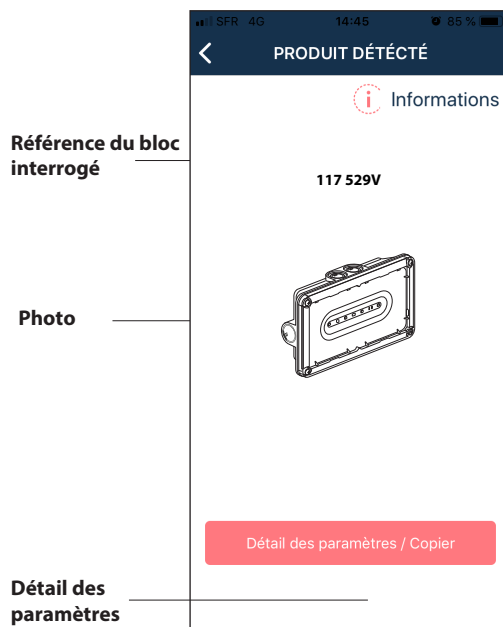 SFR 4G 14:45 85 %
PRODUIT DÉTÉCTÉ
i Informations
Référence du bloc
interrogé
117 529V
Photo
Détail des paramètres / Copier
Détail des
paramètres